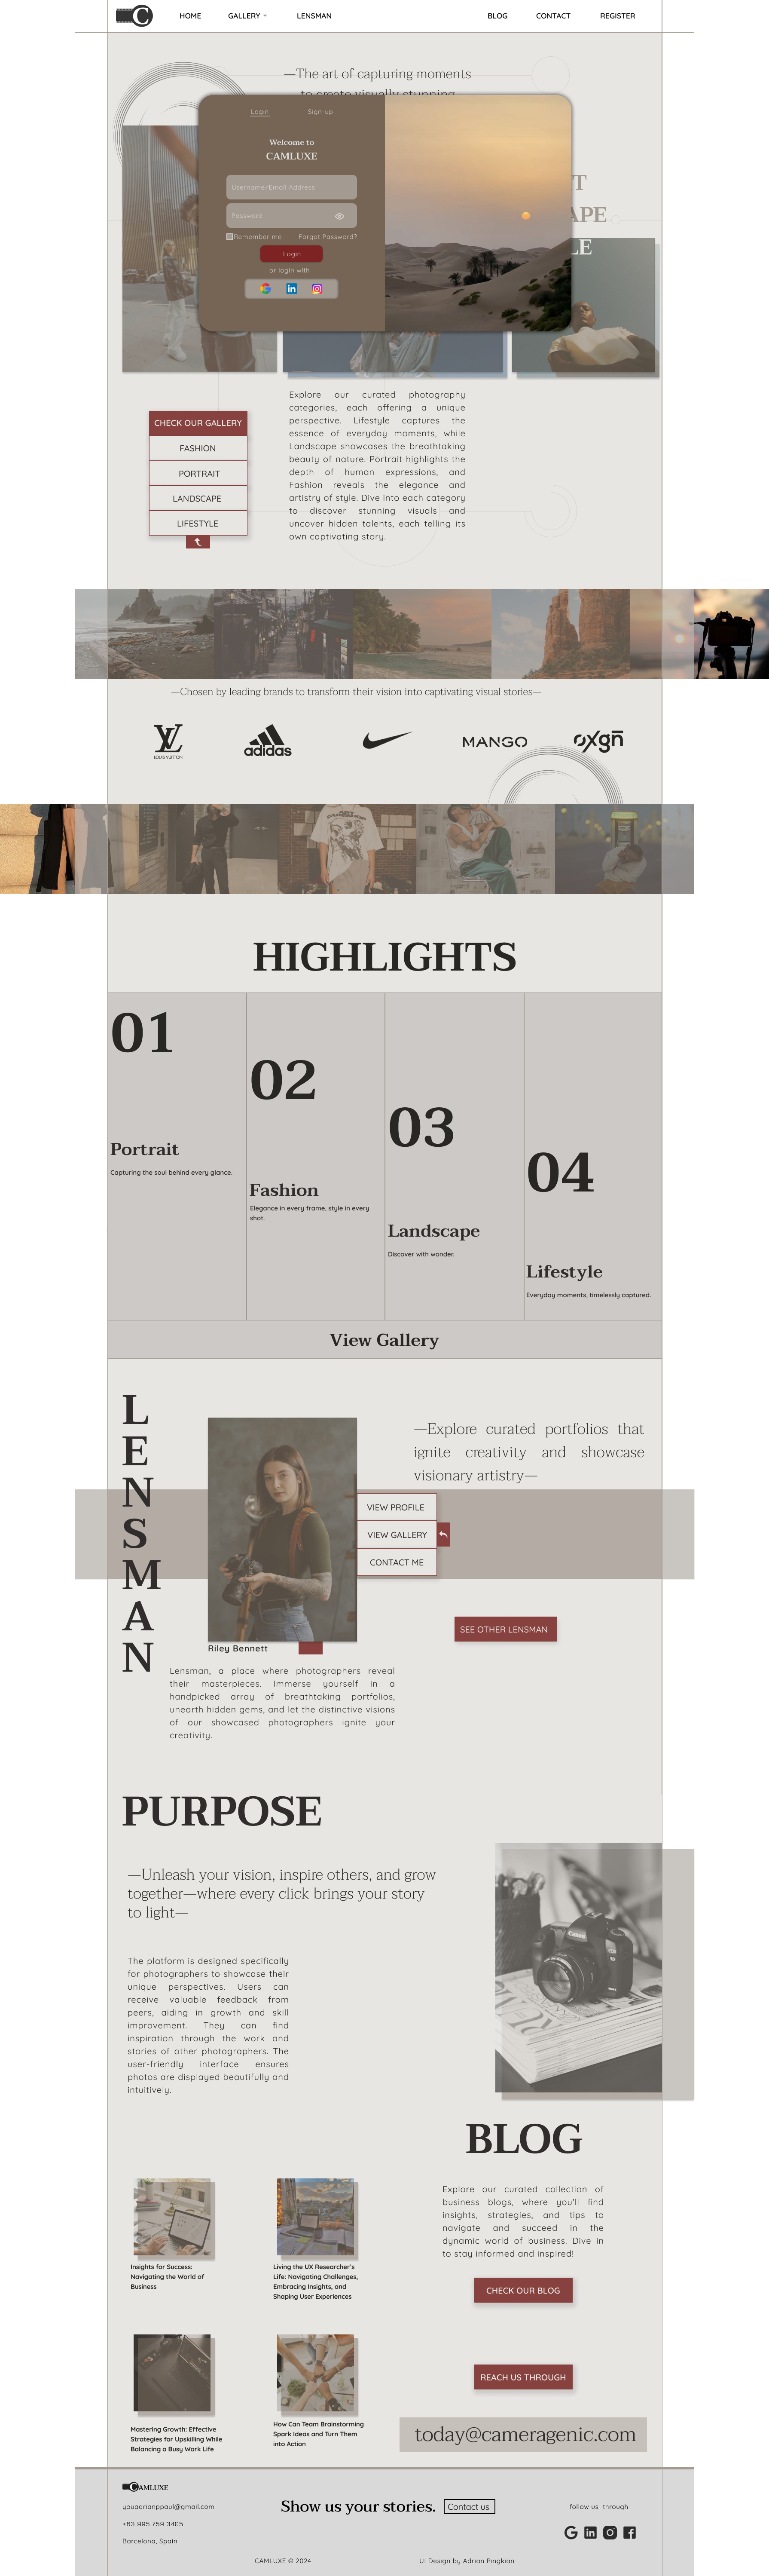 C
HOME
GALLERY
LENSMAN
BLOG
CONTACT
REGISTER
—The art of capturing moments
to create visually stunning
Login
Sign-up
Welcome to
CAMLUXE
Username/Email Address
Password
Remember me
Forgot Password?
Login
or login with
in
T
APE
LE
CHECK OUR GALLERY
FASHION
PORTRAIT
LANDSCAPE
LIFESTYLE
Explore our curated photography
categories, each offering a unique
perspective. Lifestyle captures the
essence of everyday moments, while
Landscape showcases the breathtaking
beauty of nature. Portrait highlights the
depth of human expressions, and
Fashion reveals the elegance and
artistry of style. Dive into each category
to discover stunning visuals and
uncover hidden talents, each telling its
own captivating story.
—Chosen by leading brands to transform their vision into captivating visual stories—
LV
LOUIS VUITTON
adidas
MANGO
oxgn
HIGHLIGHTS
01
Portrait
Capturing the soul behind every glance.
02
Fashion
Elegance in every frame, style in every
shot.
03
Landscape
Discover with wonder.
04
Lifestyle
Everyday moments, timelessly captured.
View Gallery
L
E
N
S
M
A
N
—Explore curated portfolios that
ignite creativity and showcase
visionary artistry—
VIEW PROFILE
VIEW GALLERY
CONTACT ME
SEE OTHER LENSMAN
Riley Bennett
Lensman, a place where photographers reveal
their masterpieces. Immerse yourself in a
handpicked array of breathtaking portfolios,
unearth hidden gems, and let the distinctive visions
of our showcased photographers ignite your
creativity.
PURPOSE
—Unleash your vision, inspire others, and grow
together—where every click brings your story
to light—
The platform is designed specifically
for photographers to showcase their
unique perspectives. Users can
receive valuable feedback from
peers, aiding in growth and skill
improvement. They can find
inspiration through the work and
stories of other photographers. The
user-friendly interface ensures
photos are displayed beautifully and
intuitively.
Canon
BLOG
Explore our curated collection of
business blogs, where you'll find
insights, strategies, and tips to
navigate and succeed in the
dynamic world of business. Dive in
to stay informed and inspired!
CHECK OUR BLOG
Insights for Success:
Navigating the World of
Business
Living the UX Researcher's
Life: Navigating Challenges,
Embracing Insights, and
Shaping User Experiences
Mastering Growth: Effective
Strategies for Upskilling While
Balancing a Busy Work Life
How Can Team Brainstorming
Spark Ideas and Turn Them
into Action
REACH US THROUGH
today@cameragenic.com
CAMLUXE
youadrianppaul@gmail.com
+63 995 759 3405
Barcelona, Spain
Show us your stories.
Contact us
follow us through
CAMLUXE © 2024
UI Design by Adrian Pingkian